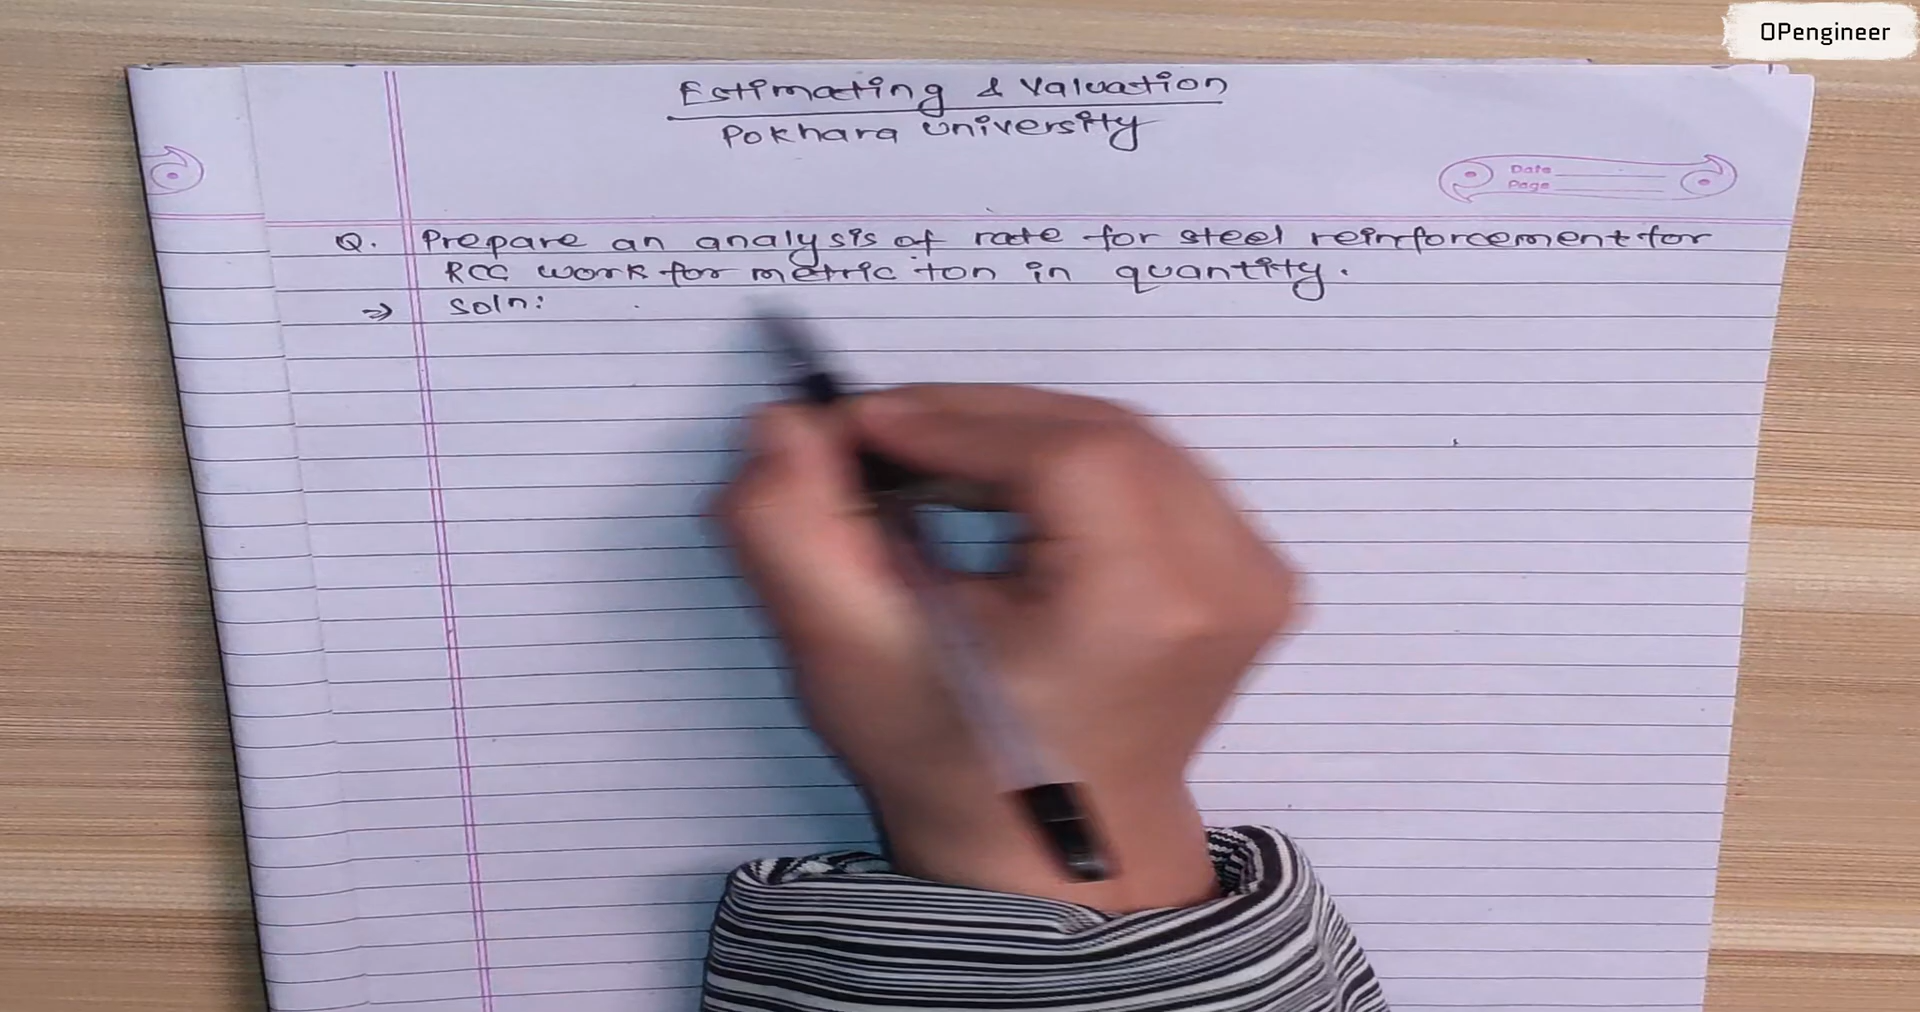 OPengineer
Estimating & Valuation
Pokhara University
Date
Page
Q. Prepare an analysis of rate for steel reinforcement for
RCC work for metric ton in quantity.
⇒ Soln: